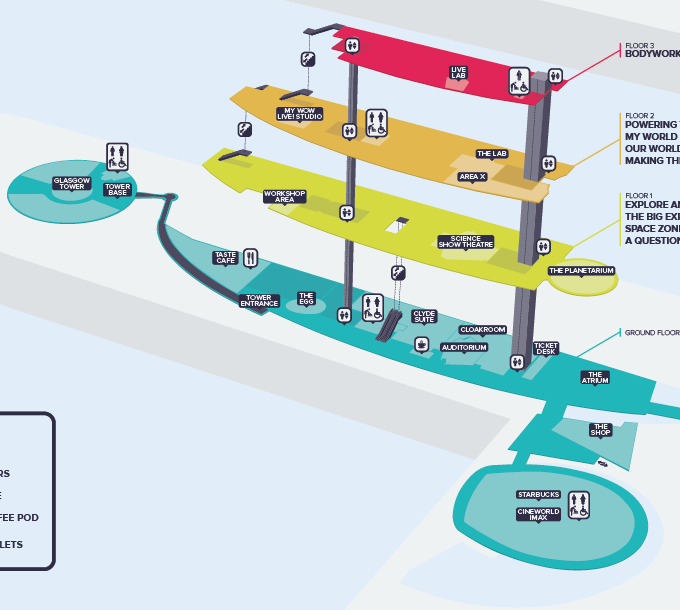 FLOOR 3
BODYWORK
LIVE
LAB
FLOOR 2
POWERING
MY WORLD
OUR WORLD
MAKING TH
MY WOW
LIVE! STUDIO
THE LAB
AREA X
FLOOR 1
EXPLORE A
THE BIG EX
SPACE ZON
A QUESTION
WORKSHOP
AREA
SCIENCE
SHOW THEATRE
THE PLANETARIUM
GLASGOW
TOWER
TOWER
BASE
TASTE
CAFE
TOWER
ENTRANCE
THE
EGG
CLYDE
SUITE
CLOAKROOM
AUDITORIUM
TICKET
DESK
GROUND FLOOR
THE
ATRIUM
THE
SHOP
STARBUCKS
CINEWORLD
IMAX
RS
E
FEE POD
LETS